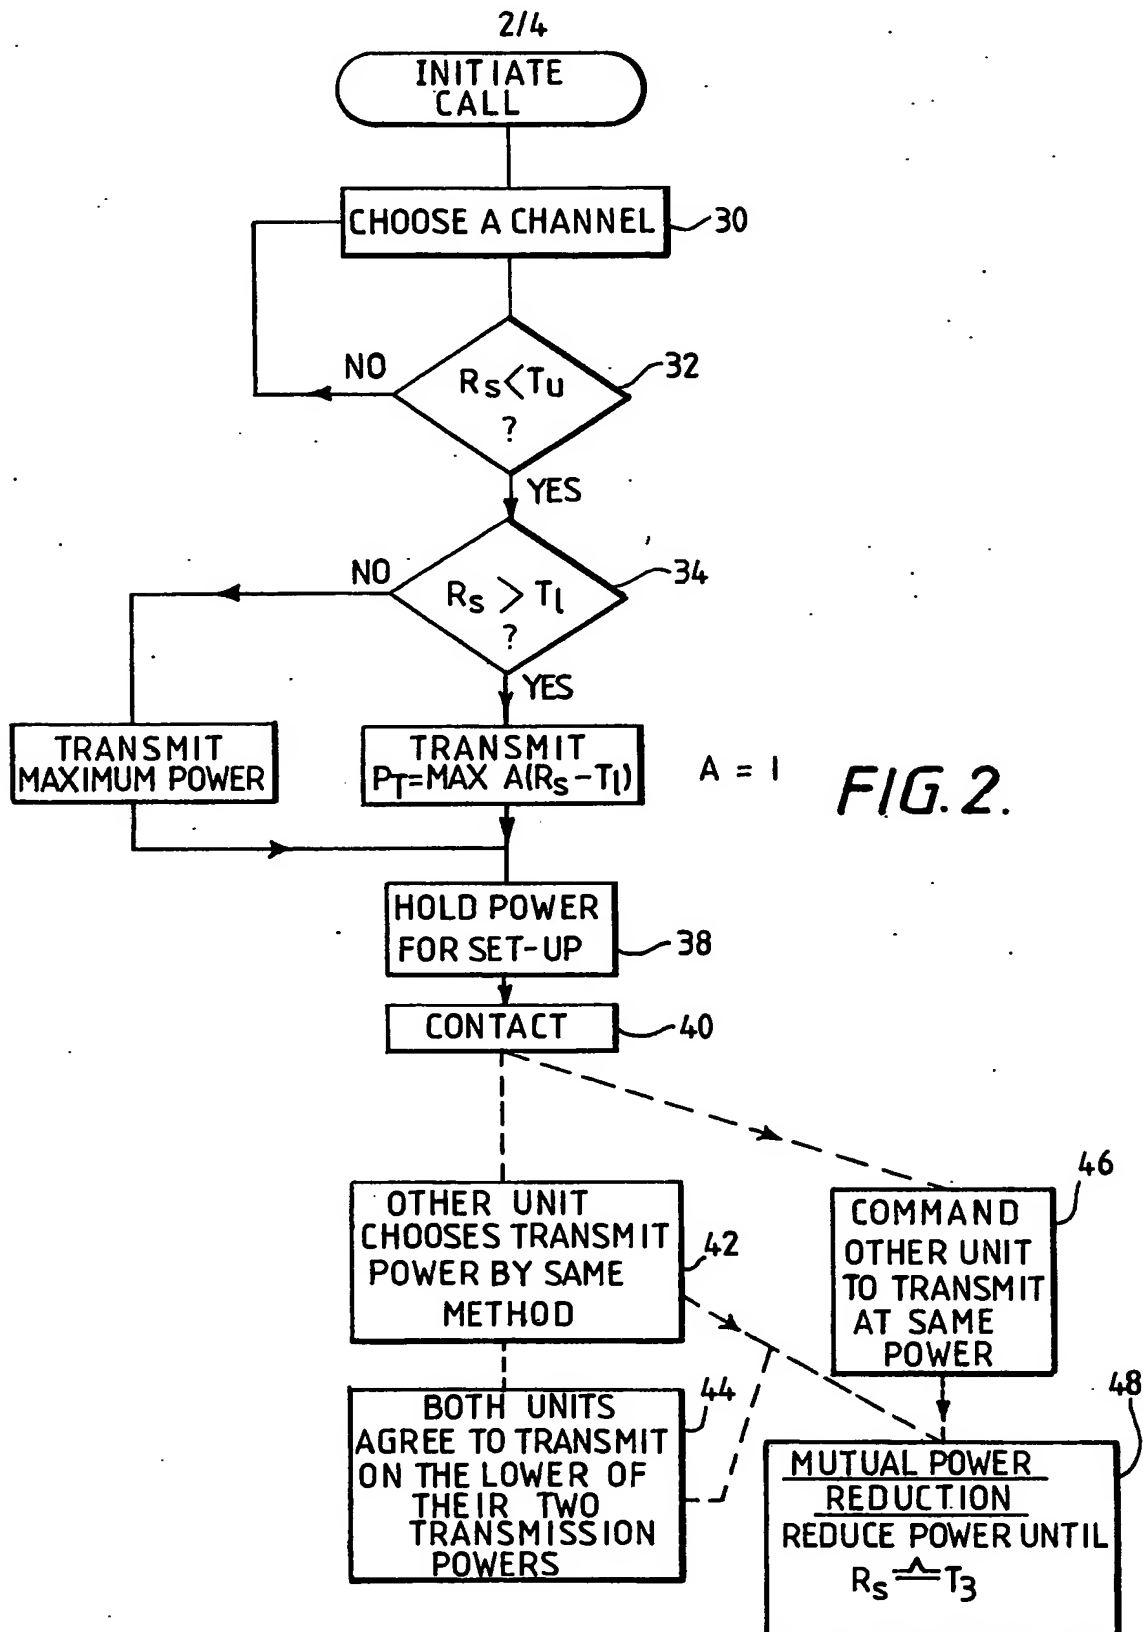 2/4
INITIATE
CALL
CHOOSE A CHANNEL
30
NO
Rs<Tu
?
32
YES
NO
Rs > Tl
?
34
YES
TRANSMIT
MAXIMUM POWER
TRANSMIT
PT=MAX A(Rs-Tl)
A = 1
FIG. 2.
HOLD POWER
FOR SET-UP
38
CONTACT
40
OTHER UNIT
CHOOSES TRANSMIT
POWER BY SAME
METHOD
42
46
COMMAND
OTHER UNIT
TO TRANSMIT
AT SAME
POWER
BOTH UNITS
AGREE TO TRANSMIT
ON THE LOWER OF
THEIR TWO
TRANSMISSION
POWERS
44
48
MUTUAL POWER
REDUCTION
REDUCE POWER UNTIL
Rs ≙ T3